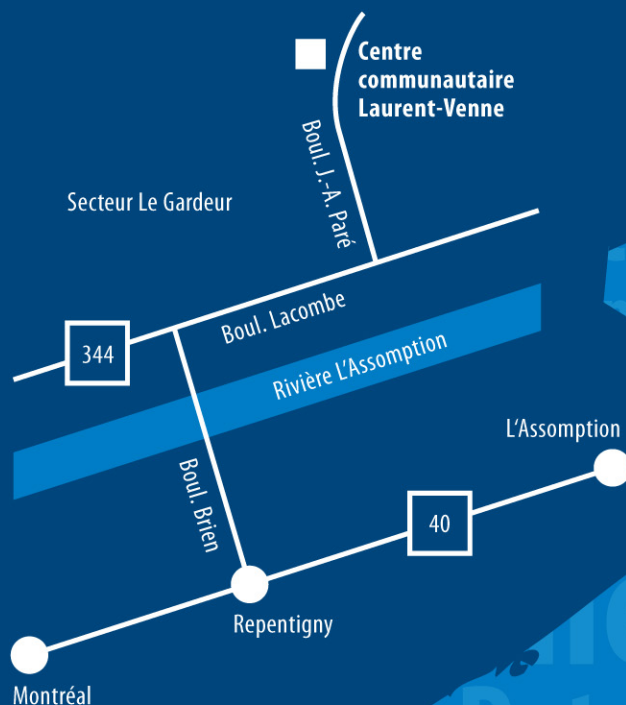 Centre
communautaire
Laurent-Venne
Boul. J.-A. Paré
Secteur Le Gardeur
Boul. Lacombe
344
Rivière L'Assomption
L'Assomption
Boul. Brien
40
Repentigny
Montréal